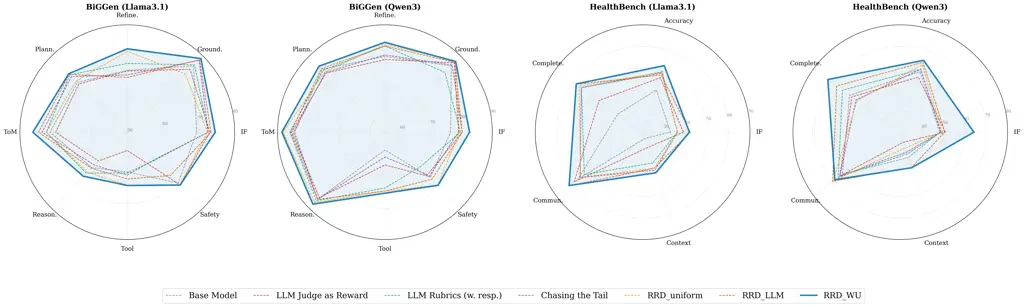 BiGGen (Llama3.1)
Refine.
Plann.
Ground.
ToM
IF
Reason.
Safety
Tool
BiGGen (Qwen3)
Refine.
Plann.
Ground.
ToM
IF
Reason.
Safety
Tool
HealthBench (Llama3.1)
Accuracy
Complete.
IF
Commun.
Context
HealthBench (Qwen3)
Accuracy
Complete.
IF
Commun.
Context
Base Model
LLM Judge as Reward
LLM Rubrics (w. resp.)
Chasing the Tail
RRD_uniform
RRD_LLM
RRD_WU